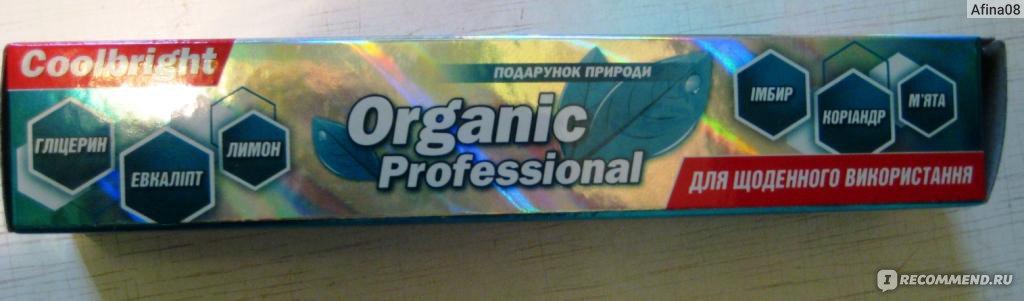 Afina08
Coolbright
ГЛІЦЕРИН
ЕВКАЛІПТ
ЛИМОН
ПОДАРУНОК ПРИРОДИ
Organic
Professional
ІМБИР
КОРІАНДР
М'ЯТА
ДЛЯ ЩОДЕННОГО ВИКОРИСТАННЯ
I RECOMMEND.RU